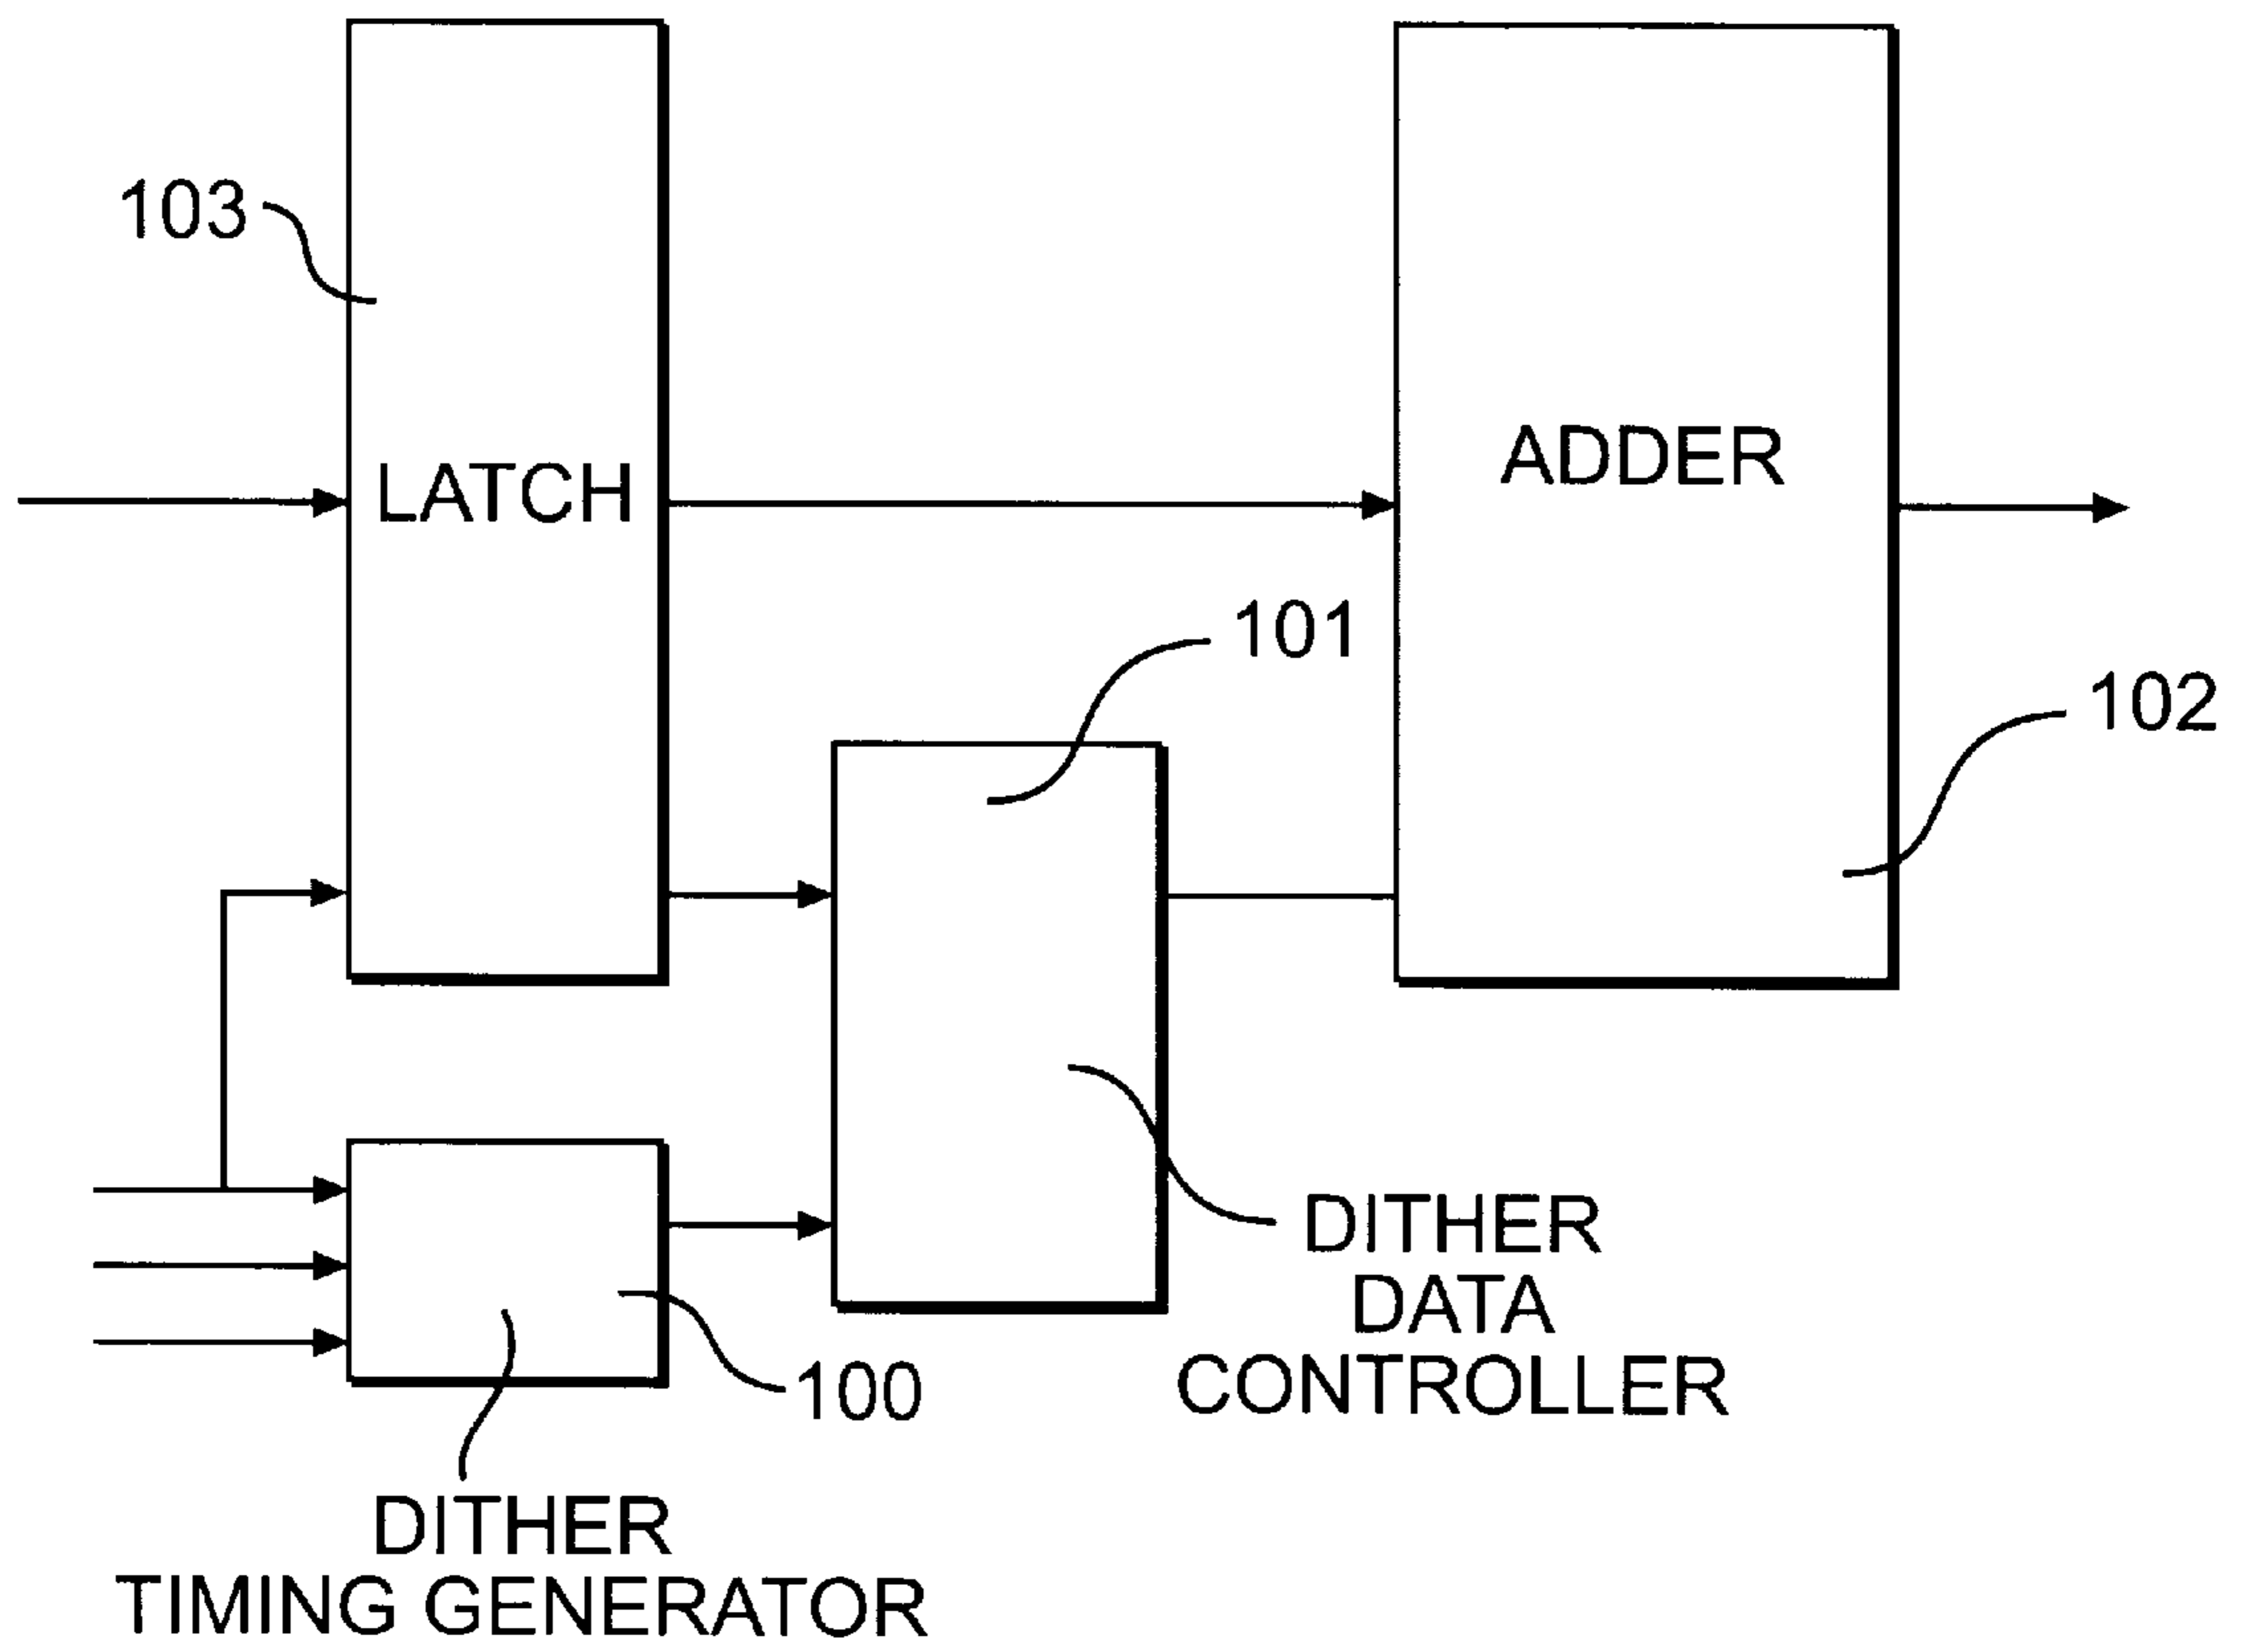 103
LATCH
ADDER
101
102
DITHER
DATA
CONTROLLER
100
DITHER
TIMING GENERATOR